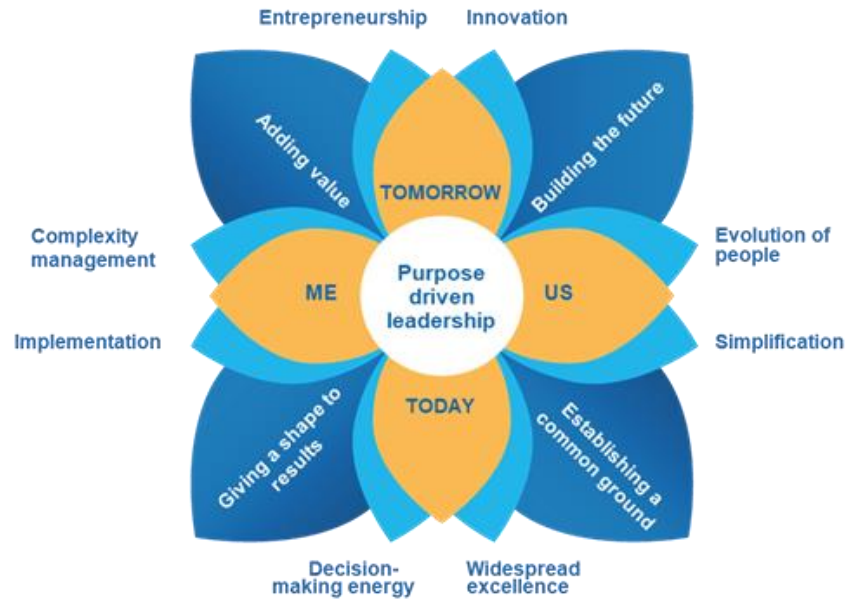 Entrepreneurship
Innovation
Adding value
Building the future
TOMORROW
Complexity
management
Evolution of
people
ME
Purpose
driven
leadership
US
Implementation
Simplification
TODAY
Giving a shape to
results
Establishing a
common ground
Decision-
making energy
Widespread
excellence